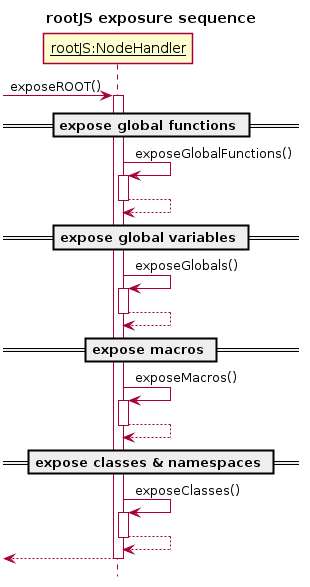 rootJS exposure sequence
rootJS:NodeHandler
exposeROOT()
expose global functions
exposeGlobalFunctions()
expose global variables
exposeGlobals()
expose macros
exposeMacros()
expose classes & namespaces
exposeClasses()